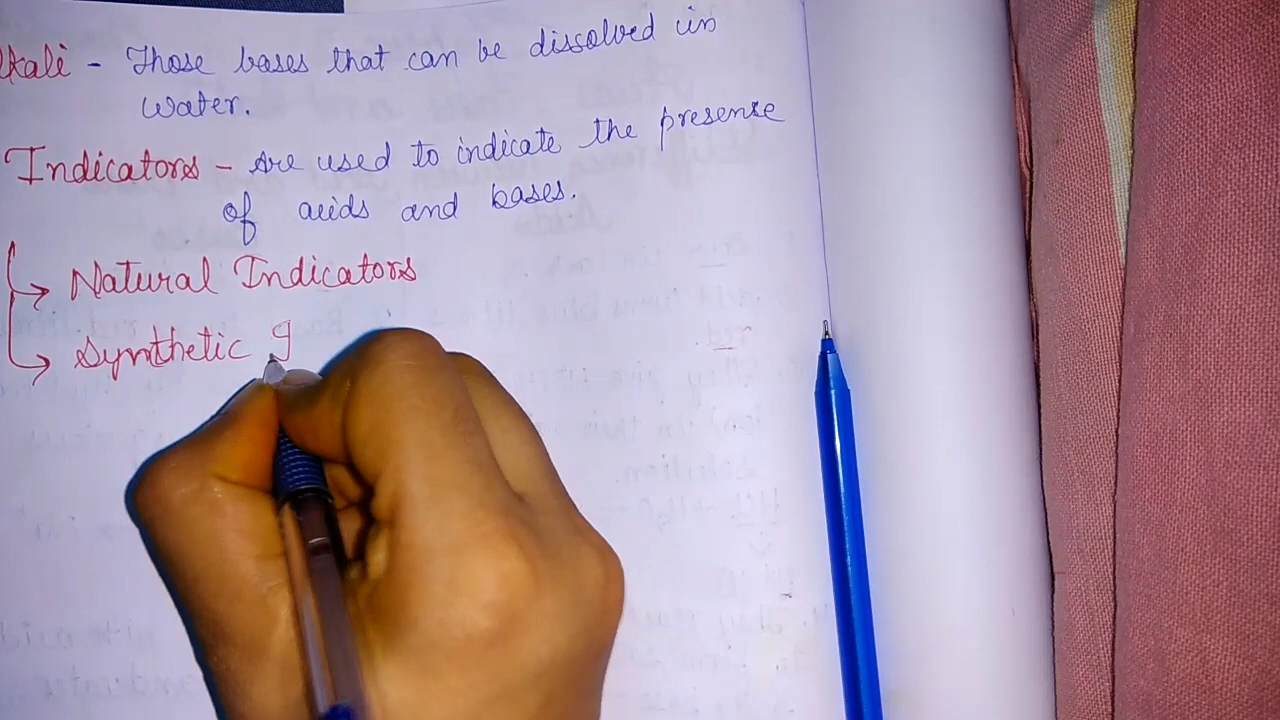 lkali - Those bases that can be dissolved in
water.
Indicators - Are used to indicate the presense
of acids and bases.
Natural Indicators
Synthetic I